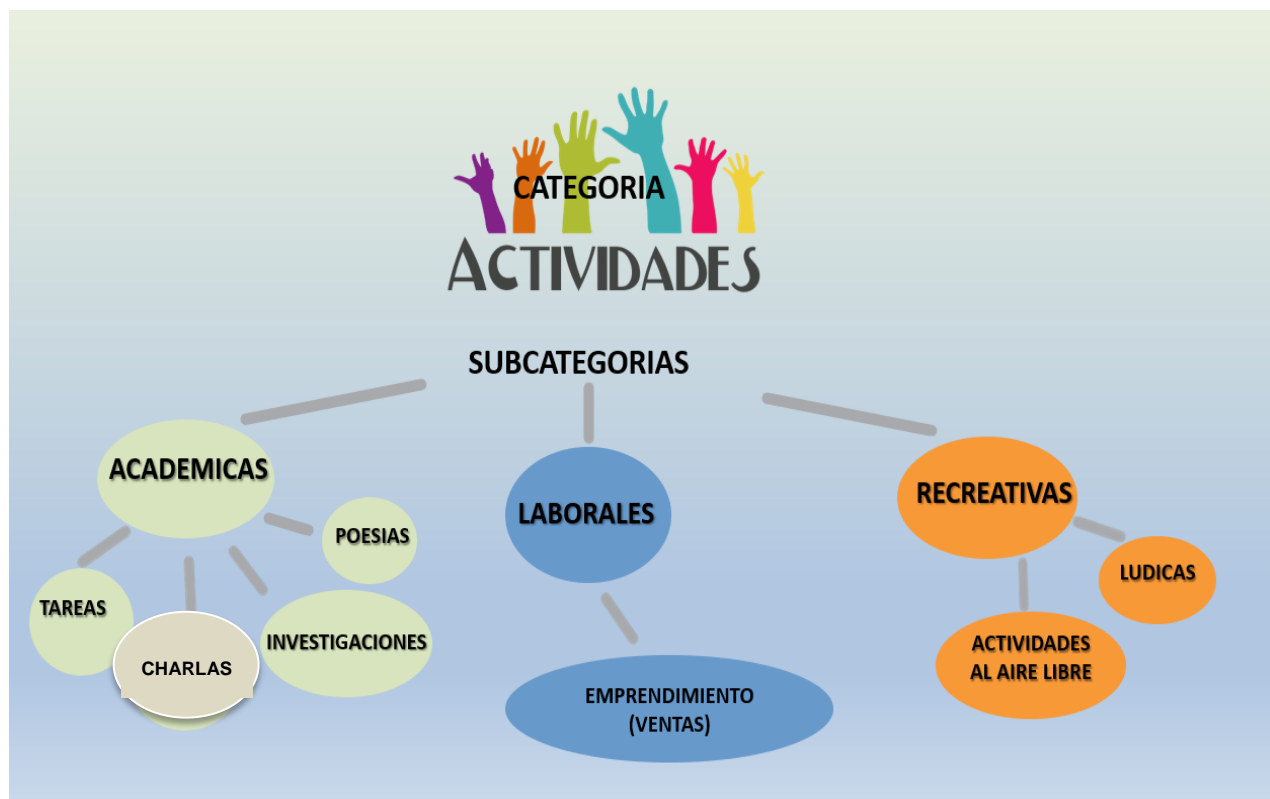 CATEGORIA
ACTIVIDADES
SUBCATEGORIAS
ACADEMICAS
POESIAS
TAREAS
CHARLAS
INVESTIGACIONES
LABORALES
EMPRENDIMIENTO
(VENTAS)
RECREATIVAS
LUDICAS
ACTIVIDADES
AL AIRE LIBRE